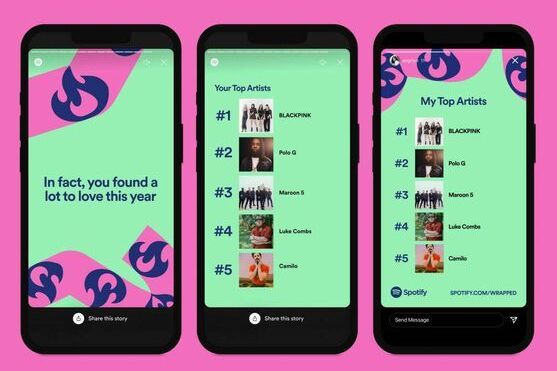 In fact, you found a
lot to love this year
Share this story
Your Top Artists
#1 BLACKPINK
#2 Polo G
#3 Maroon 5
#4 Luke Combs
#5 Camilo
Share this story
My Top Artists
#1 BLACKPINK
#2 Polo G
#3 Maroon 5
#4 Luke Combs
#5 Camilo
Spotify SPOTIFY.COM/WRAPPED
Send Message